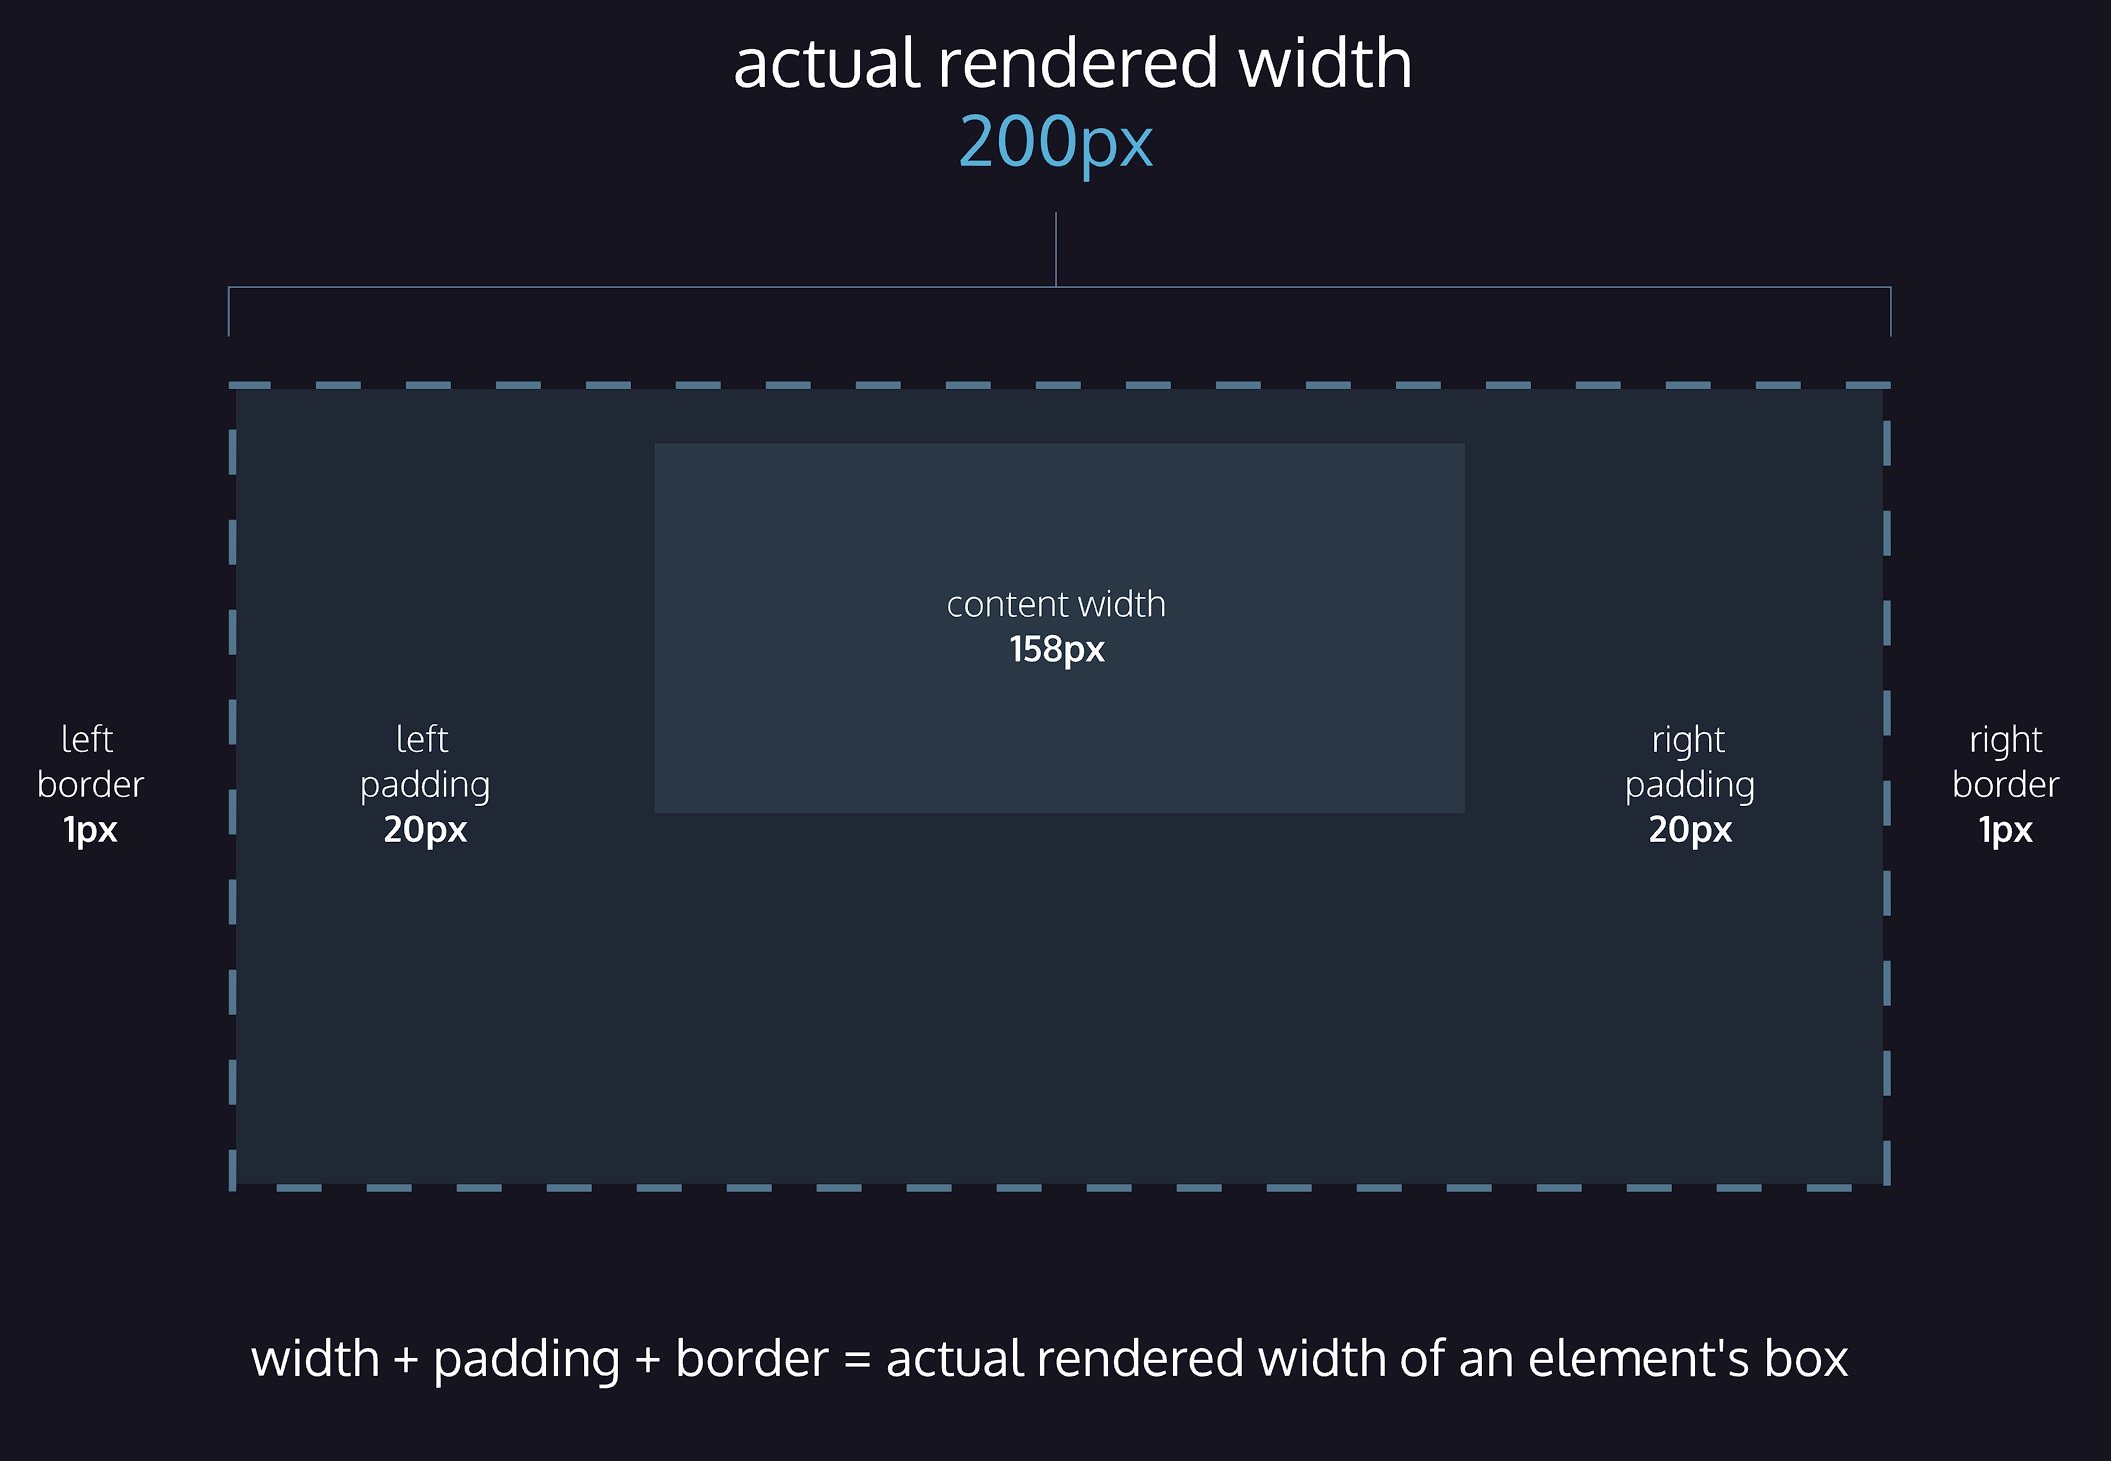 actual rendered width
200px
content width
158px
left
border
1px
left
padding
20px
right
padding
20px
right
border
1px
width + padding + border = actual rendered width of an element's box